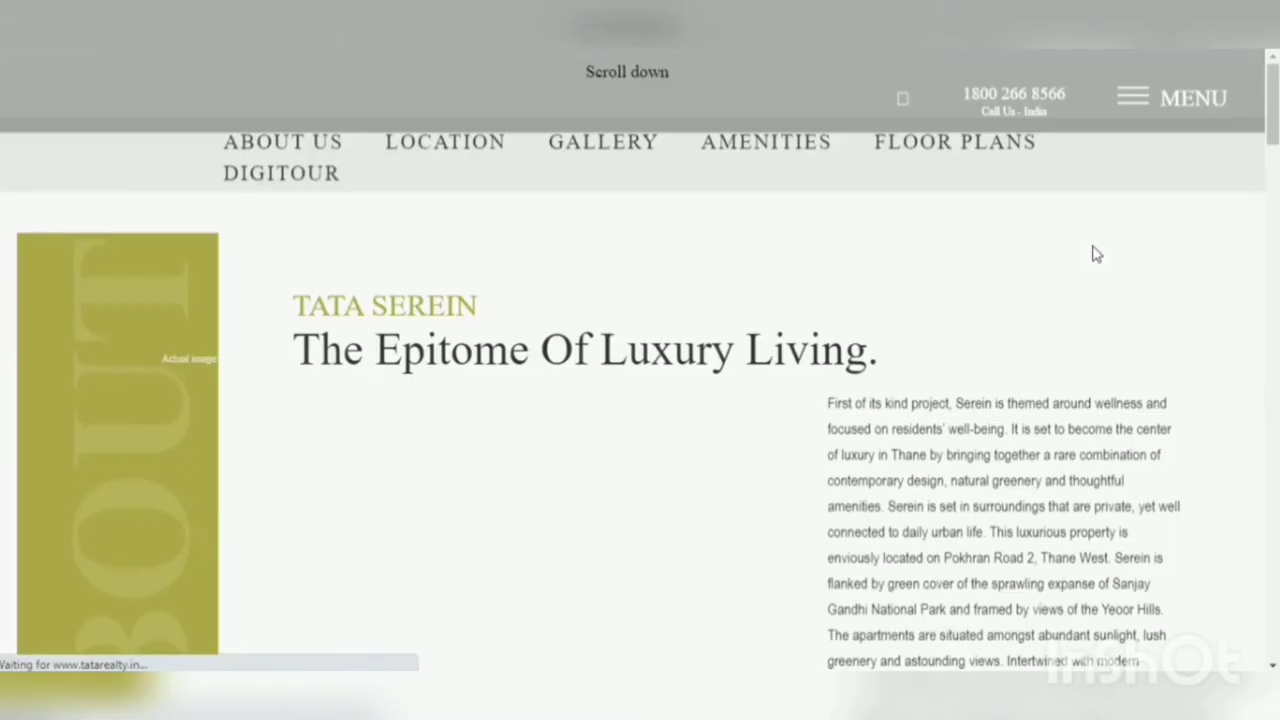 Scroll down
1800 266 8566
Call Us - India
MENU
ABOUT US LOCATION GALLERY AMENITIES FLOOR PLANS
DIGITOUR
BOUT
Actual image
TATA SEREIN
The Epitome Of Luxury Living.
First of its kind project, Serein is themed around wellness and
focused on residents' well-being. It is set to become the center
of luxury in Thane by bringing together a rare combination of
contemporary design, natural greenery and thoughtful
amenities. Serein is set in surroundings that are private, yet well
connected to daily urban life. This luxurious property is
enviously located on Pokhran Road 2, Thane West. Serein is
flanked by green cover of the sprawling expanse of Sanjay
Gandhi National Park and framed by views of the Yeoor Hills.
The apartments are situated amongst abundant sunlight, lush
greenery and astounding views. Intertwined with modern
Waiting for www.tatarealty.in...
InShOt